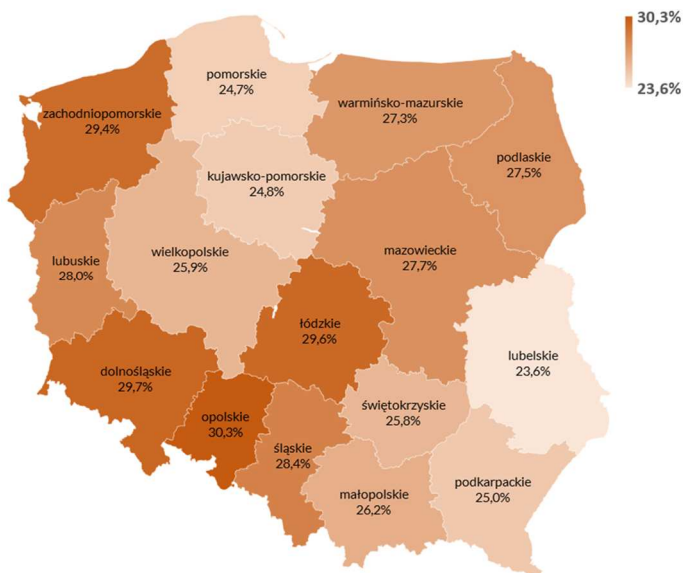 30,3%
23,6%
pomorskie
24,7%
zachodniopomorskie
29,4%
warmińsko-mazurskie
27,3%
podlaskie
27,5%
kujawsko-pomorskie
24,8%
wielkopolskie
25,9%
mazowieckie
27,7%
lubuskie
28,0%
łódzkie
29,6%
lubelskie
23,6%
dolnośląskie
29,7%
opolskie
30,3%
świętokrzyskie
25,8%
śląskie
28,4%
małopolskie
26,2%
podkarpackie
25,0%